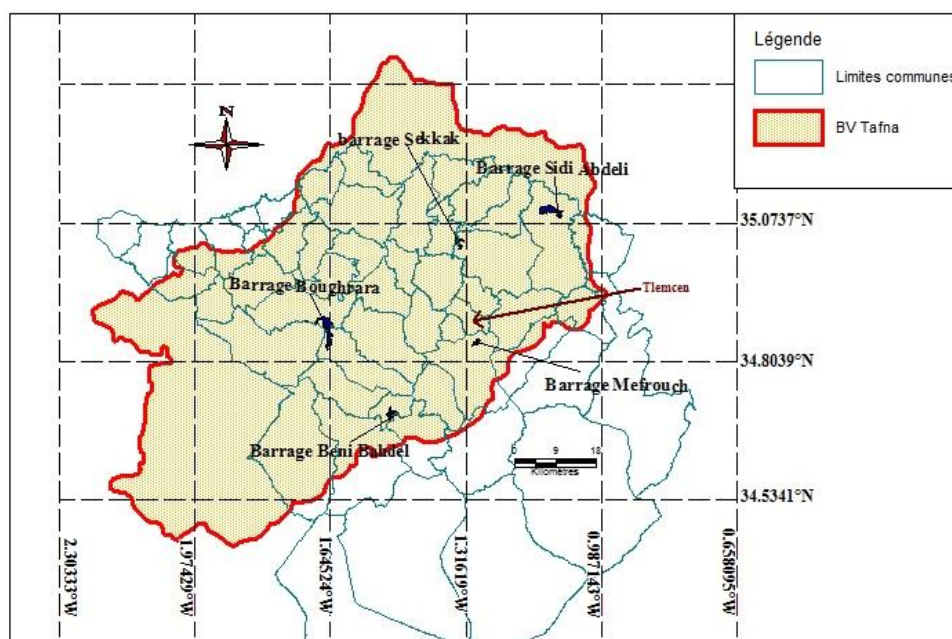 Légende
Limites communes
BV Tafna
N
barrage Sekkak
Barrage Sidi Abdeli
35.0737°N
Barrage Boughrara
Tlemcen
34.8039°N
Barrage Mefrouch
Barrage Beni Bahdel
0 9 18
Kilomètres
34.5341°N
2.30333°W
1.97429°W
1.64524°W
1.31619°W
0.987143°W
0.658095°W